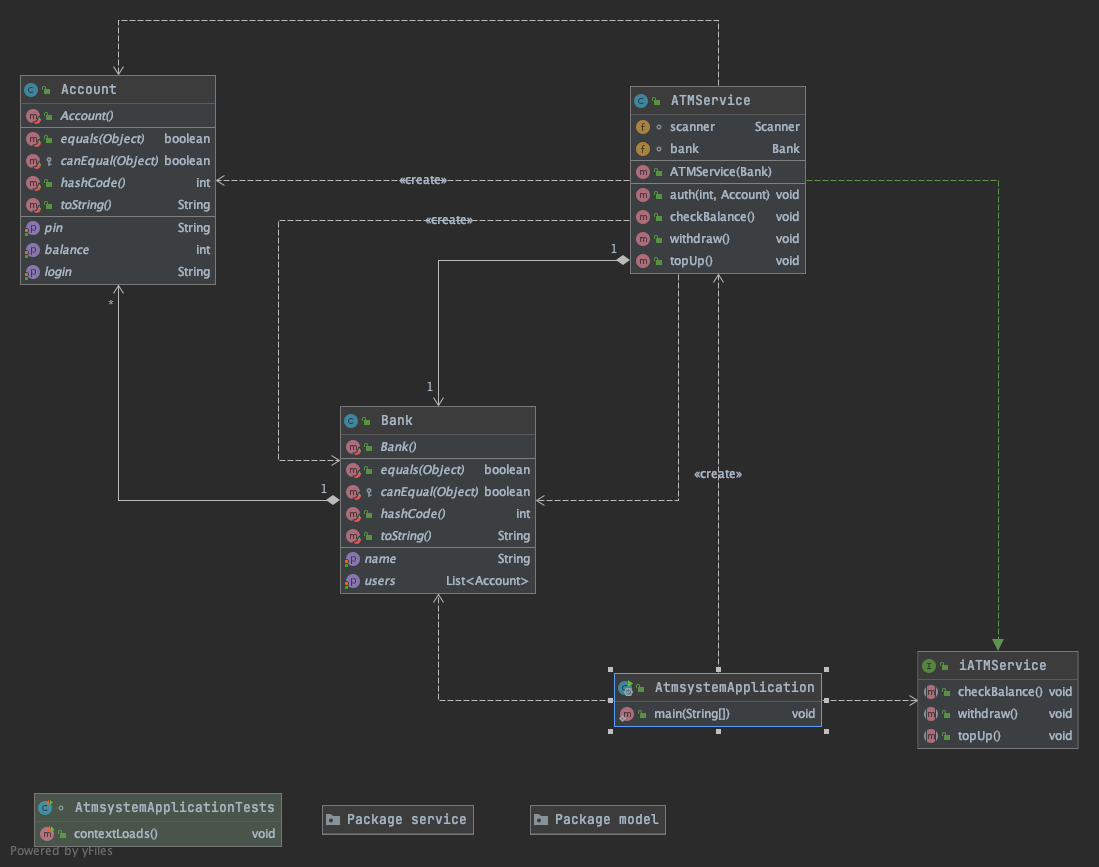 Account
Account()
equals(Object) boolean
canEqual(Object) boolean
hashCode() int
toString() String
pin String
balance int
login String
*
ATMService
scanner Scanner
bank Bank
ATMService(Bank)
auth(int, Account) void
checkBalance() void
withdraw() void
topUp() void
«create»
«create»
1
1
Bank
Bank()
equals(Object) boolean
canEqual(Object) boolean
hashCode() int
toString() String
name String
users List<Account>
1
«create»
AtmsystemApplication
main(String[]) void
iATMService
checkBalance() void
withdraw() void
topUp() void
AtmsystemApplicationTests
contextLoads() void
Package service
Package model
Powered by yFiles